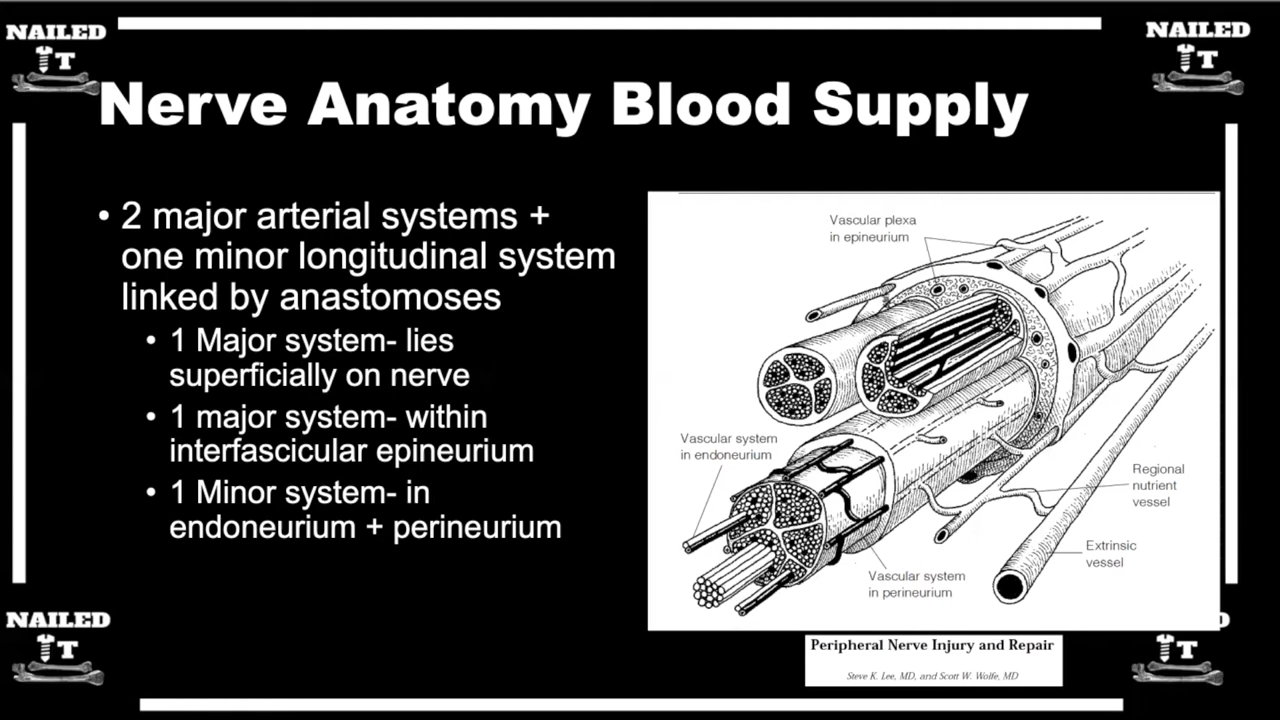 NAILED
IT
NAILED
IT
Nerve Anatomy Blood Supply
• 2 major arterial systems +
one minor longitudinal system
linked by anastomoses
• 1 Major system- lies
superficially on nerve
• 1 major system- within
interfascicular epineurium
• 1 Minor system- in
endoneurium + perineurium
Vascular plexa
in epineurium
Vascular system
in endoneurium
Regional
nutrient
vessel
Extrinsic
vessel
Vascular system
in perineurium
Peripheral Nerve Injury and Repair
Steve K. Lee, MD, and Scott W. Wolfe, MD
NAILED
IT
D
IT